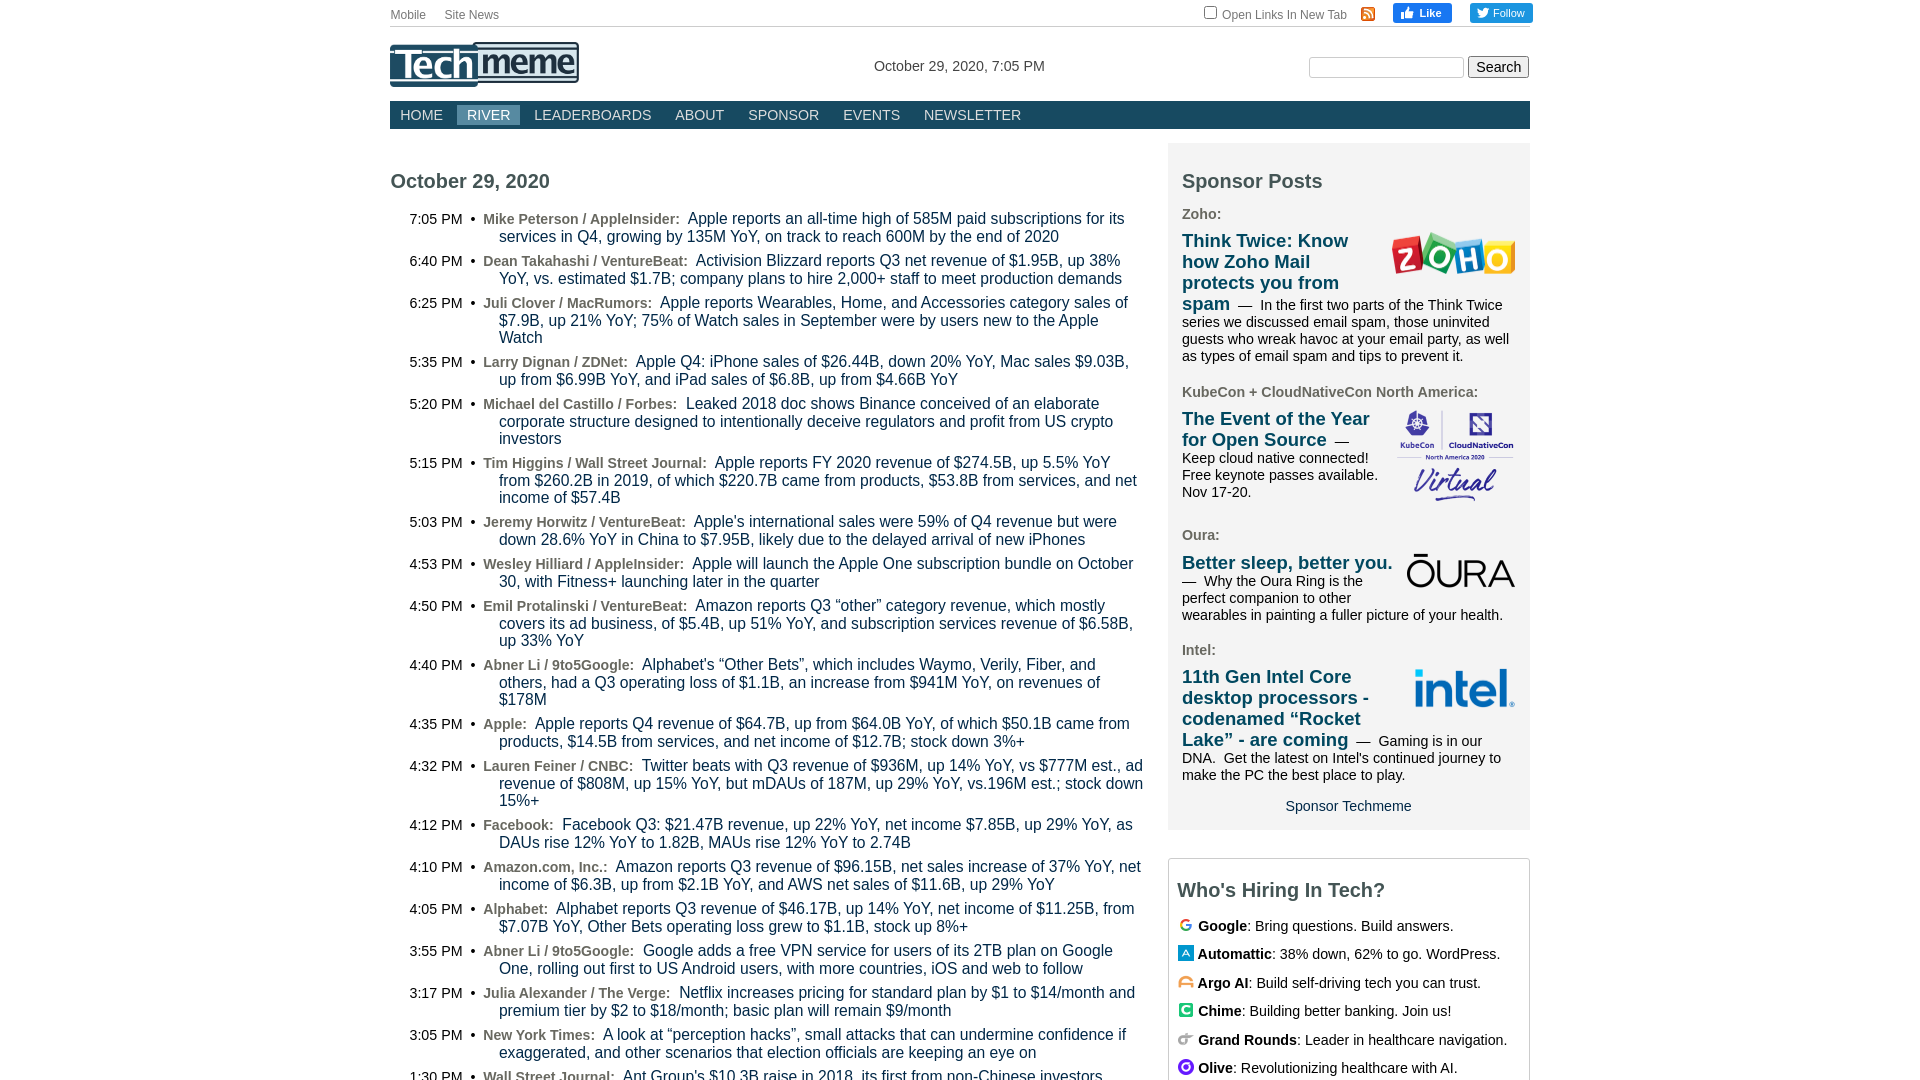 Mobile Site News Open Links In New Tab Like Follow
Techmeme
October 29, 2020, 7:05 PM
Search
HOME RIVER LEADERBOARDS ABOUT SPONSOR EVENTS NEWSLETTER
October 29, 2020
7:05 PM • Mike Peterson / AppleInsider: Apple reports an all-time high of 585M paid subscriptions for its
services in Q4, growing by 135M YoY, on track to reach 600M by the end of 2020
6:40 PM • Dean Takahashi / VentureBeat: Activision Blizzard reports Q3 net revenue of $1.95B, up 38%
YoY, vs. estimated $1.7B; company plans to hire 2,000+ staff to meet production demands
6:25 PM • Juli Clover / MacRumors: Apple reports Wearables, Home, and Accessories category sales of
$7.9B, up 21% YoY; 75% of Watch sales in September were by users new to the Apple
Watch
5:35 PM • Larry Dignan / ZDNet: Apple Q4: iPhone sales of $26.44B, down 20% YoY, Mac sales $9.03B,
up from $6.99B YoY, and iPad sales of $6.8B, up from $4.66B YoY
5:20 PM • Michael del Castillo / Forbes: Leaked 2018 doc shows Binance conceived of an elaborate
corporate structure designed to intentionally deceive regulators and profit from US crypto
investors
5:15 PM • Tim Higgins / Wall Street Journal: Apple reports FY 2020 revenue of $274.5B, up 5.5% YoY
from $260.2B in 2019, of which $220.7B came from products, $53.8B from services, and net
income of $57.4B
5:03 PM • Jeremy Horwitz / VentureBeat: Apple's international sales were 59% of Q4 revenue but were
down 28.6% YoY in China to $7.95B, likely due to the delayed arrival of new iPhones
4:53 PM • Wesley Hilliard / AppleInsider: Apple will launch the Apple One subscription bundle on October
30, with Fitness+ launching later in the quarter
4:50 PM • Emil Protalinski / VentureBeat: Amazon reports Q3 “other” category revenue, which mostly
covers its ad business, of $5.4B, up 51% YoY, and subscription services revenue of $6.58B,
up 33% YoY
4:40 PM • Abner Li / 9to5Google: Alphabet's “Other Bets”, which includes Waymo, Verily, Fiber, and
others, had a Q3 operating loss of $1.1B, an increase from $941M YoY, on revenues of
$178M
4:35 PM • Apple: Apple reports Q4 revenue of $64.7B, up from $64.0B YoY, of which $50.1B came from
products, $14.5B from services, and net income of $12.7B; stock down 3%+
4:32 PM • Lauren Feiner / CNBC: Twitter beats with Q3 revenue of $936M, up 14% YoY, vs $777M est., ad
revenue of $808M, up 15% YoY, but mDAUs of 187M, up 29% YoY, vs.196M est.; stock down
15%+
4:12 PM • Facebook: Facebook Q3: $21.47B revenue, up 22% YoY, net income $7.85B, up 29% YoY, as
DAUs rise 12% YoY to 1.82B, MAUs rise 12% YoY to 2.74B
4:10 PM • Amazon.com, Inc.: Amazon reports Q3 revenue of $96.15B, net sales increase of 37% YoY, net
income of $6.3B, up from $2.1B YoY, and AWS net sales of $11.6B, up 29% YoY
4:05 PM • Alphabet: Alphabet reports Q3 revenue of $46.17B, up 14% YoY, net income of $11.25B, from
$7.07B YoY, Other Bets operating loss grew to $1.1B, stock up 8%+
3:55 PM • Abner Li / 9to5Google: Google adds a free VPN service for users of its 2TB plan on Google
One, rolling out first to US Android users, with more countries, iOS and web to follow
3:17 PM • Julia Alexander / The Verge: Netflix increases pricing for standard plan by $1 to $14/month and
premium tier by $2 to $18/month; basic plan will remain $9/month
3:05 PM • New York Times: A look at “perception hacks”, small attacks that can undermine confidence if
exaggerated, and other scenarios that election officials are keeping an eye on
1:30 PM • Wall Street Journal: Ant Group's $10.3B raise in 2018, its first from non-Chinese investors,
Sponsor Posts
Zoho:
ZOHO
Think Twice: Know
how Zoho Mail
protects you from
spam — In the first two parts of the Think Twice
series we discussed email spam, those uninvited
guests who wreak havoc at your email party, as well
as types of email spam and tips to prevent it.
KubeCon + CloudNativeCon North America:
KubeCon CloudNativeCon
North America 2020
Virtual
The Event of the Year
for Open Source —
Keep cloud native connected!
Free keynote passes available.
Nov 17-20.
Oura:
ŌURA
Better sleep, better you.
— Why the Oura Ring is the
perfect companion to other
wearables in painting a fuller picture of your health.
Intel:
intel
11th Gen Intel Core
desktop processors -
codenamed “Rocket
Lake” - are coming — Gaming is in our
DNA. Get the latest on Intel's continued journey to
make the PC the best place to play.
Sponsor Techmeme
Who's Hiring In Tech?
Google: Bring questions. Build answers.
Automattic: 38% down, 62% to go. WordPress.
Argo AI: Build self-driving tech you can trust.
Chime: Building better banking. Join us!
Grand Rounds: Leader in healthcare navigation.
Olive: Revolutionizing healthcare with AI.